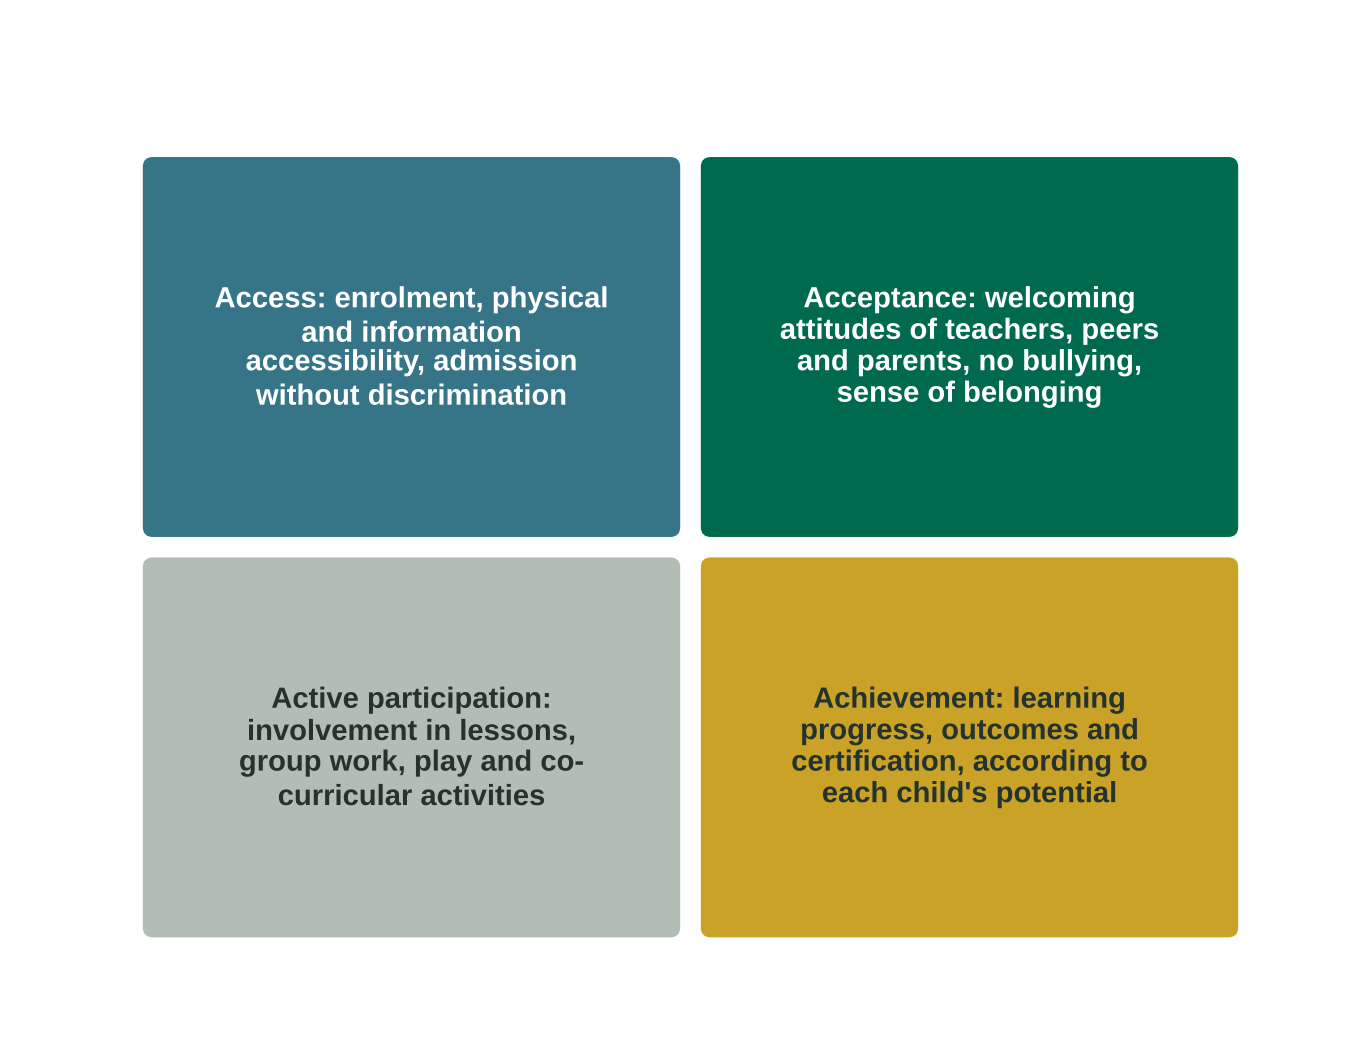 Access: enrolment, physical
and information
accessibility, admission
without discrimination
Acceptance: welcoming
attitudes of teachers, peers
and parents, no bullying,
sense of belonging
Active participation:
involvement in lessons,
group work, play and co-
curricular activities
Achievement: learning
progress, outcomes and
certification, according to
each child's potential